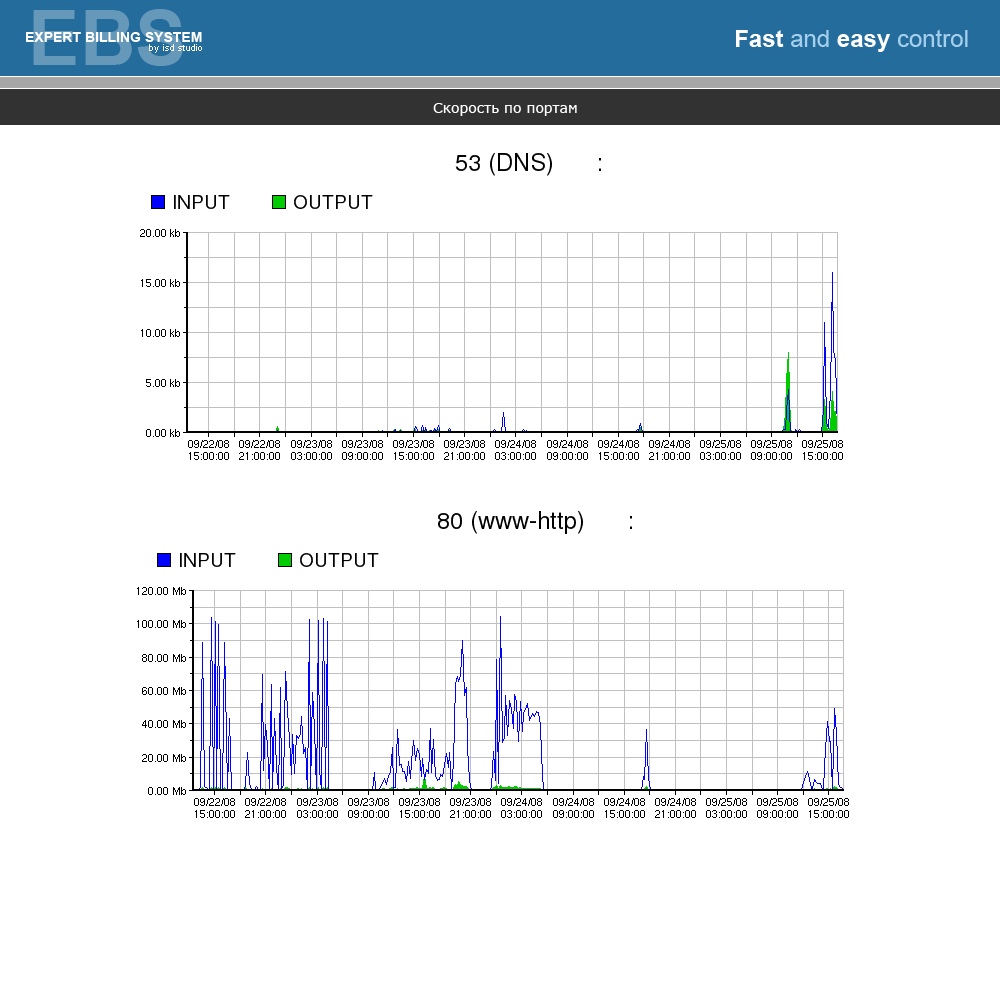 EBS
EXPERT BILLING SYSTEM
by isd studio
Fast and easy control
Скорость по портам
53 (DNS) :
INPUT OUTPUT
20.00 kb
15.00 kb
10.00 kb
5.00 kb
0.00 kb
09/22/08 09/22/08 09/23/08 09/23/08 09/23/08 09/23/08 09/24/08 09/24/08 09/24/08 09/24/08 09/25/08 09/25/08 09/25/08
15:00:00 21:00:00 03:00:00 09:00:00 15:00:00 21:00:00 03:00:00 09:00:00 15:00:00 21:00:00 03:00:00 09:00:00 15:00:00
80 (www-http) :
INPUT OUTPUT
120.00 Mb
100.00 Mb
80.00 Mb
60.00 Mb
40.00 Mb
20.00 Mb
0.00 Mb
09/22/08 09/22/08 09/23/08 09/23/08 09/23/08 09/23/08 09/24/08 09/24/08 09/24/08 09/24/08 09/25/08 09/25/08 09/25/08
15:00:00 21:00:00 03:00:00 09:00:00 15:00:00 21:00:00 03:00:00 09:00:00 15:00:00 21:00:00 03:00:00 09:00:00 15:00:00